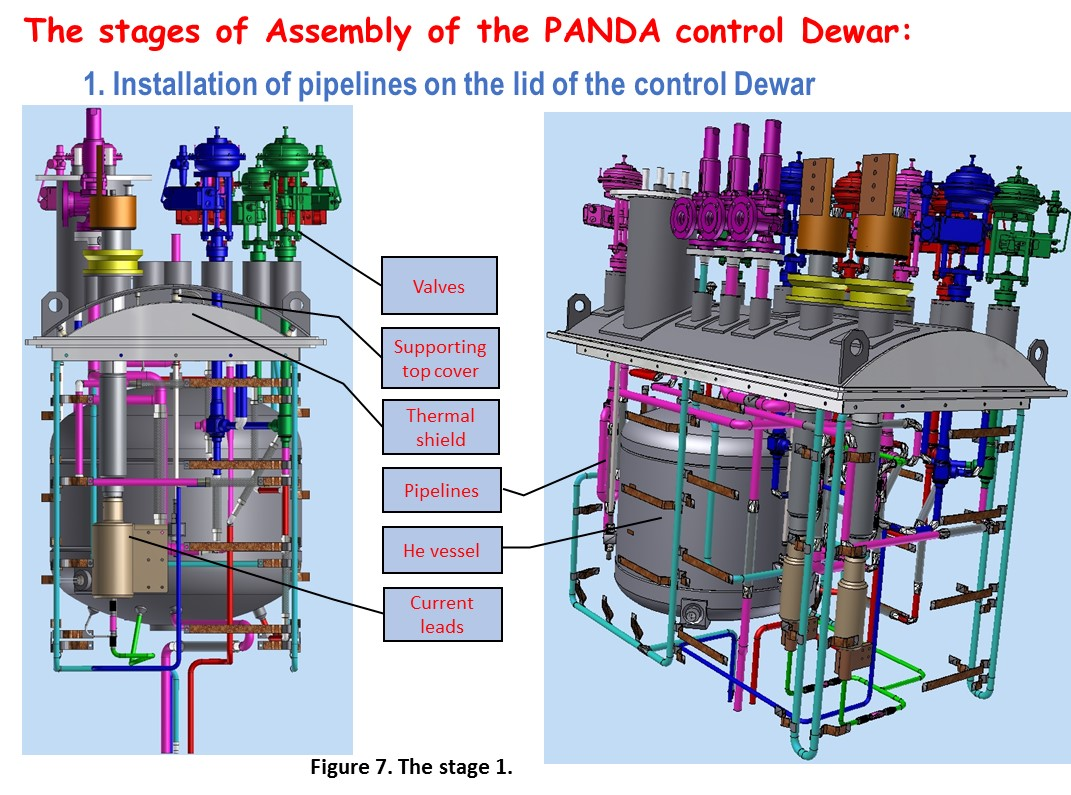 The stages of Assembly of the PANDA control Dewar:
1. Installation of pipelines on the lid of the control Dewar
Valves
Supporting
top cover
Thermal
shield
Pipelines
He vessel
Current
leads
Figure 7. The stage 1.